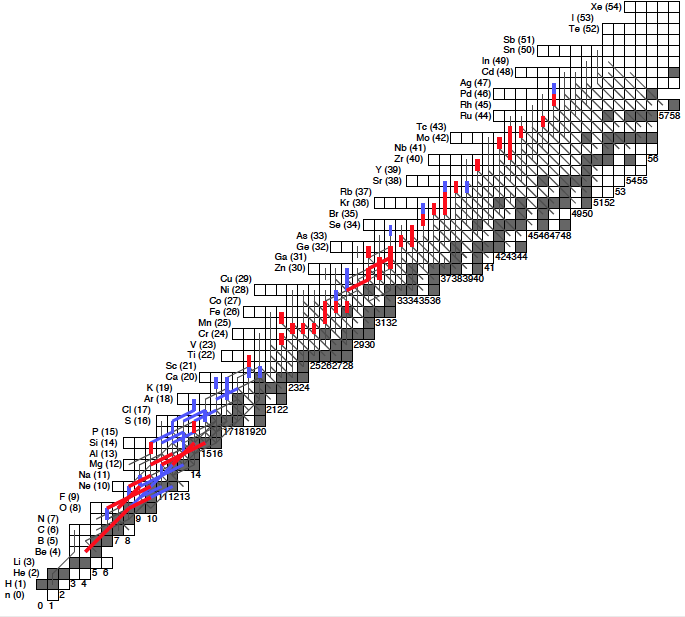 Xe (54)
I (53)
Te (52)
Sb (51)
Sn (50)
In (49)
Cd (48)
Ag (47)
Pd (46)
Rh (45)
Ru (44)
5758
Tc (43)
Mo (42)
Nb (41)
Zr (40)
56
Y (39)
Sr (38)
5455
Rb (37)
53
Kr (36)
5152
Br (35)
4950
Se (34)
As (33)
45464748
Ge (32)
Ga (31)
424344
Zn (30)
41
Cu (29)
37383940
Ni (28)
Co (27)
33343536
Fe (26)
Mn (25)
3132
Cr (24)
V (23)
2930
Ti (22)
Sc (21)
25262728
Ca (20)
K (19)
2324
Ar (18)
Cl (17)
2122
S (16)
P (15)
17181920
Si (14)
Al (13)
1516
Mg (12)
Na (11)
14
Ne (10)
F (9)
111213
O (8)
N (7)
9 10
C (6)
B (5)
7 8
Be (4)
Li (3)
He (2)
5 6
H (1)
3 4
n (0)
2
0 1